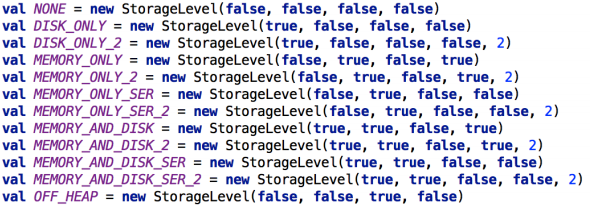 val NONE = new StorageLevel(false, false, false, false)
val DISK_ONLY = new StorageLevel(true, false, false, false)
val DISK_ONLY_2 = new StorageLevel(true, false, false, false, 2)
val MEMORY_ONLY = new StorageLevel(false, true, false, true)
val MEMORY_ONLY_2 = new StorageLevel(false, true, false, true, 2)
val MEMORY_ONLY_SER = new StorageLevel(false, true, false, false)
val MEMORY_ONLY_SER_2 = new StorageLevel(false, true, false, false, 2)
val MEMORY_AND_DISK = new StorageLevel(true, true, false, true)
val MEMORY_AND_DISK_2 = new StorageLevel(true, true, false, true, 2)
val MEMORY_AND_DISK_SER = new StorageLevel(true, true, false, false)
val MEMORY_AND_DISK_SER_2 = new StorageLevel(true, true, false, false, 2)
val OFF_HEAP = new StorageLevel(false, false, true, false)